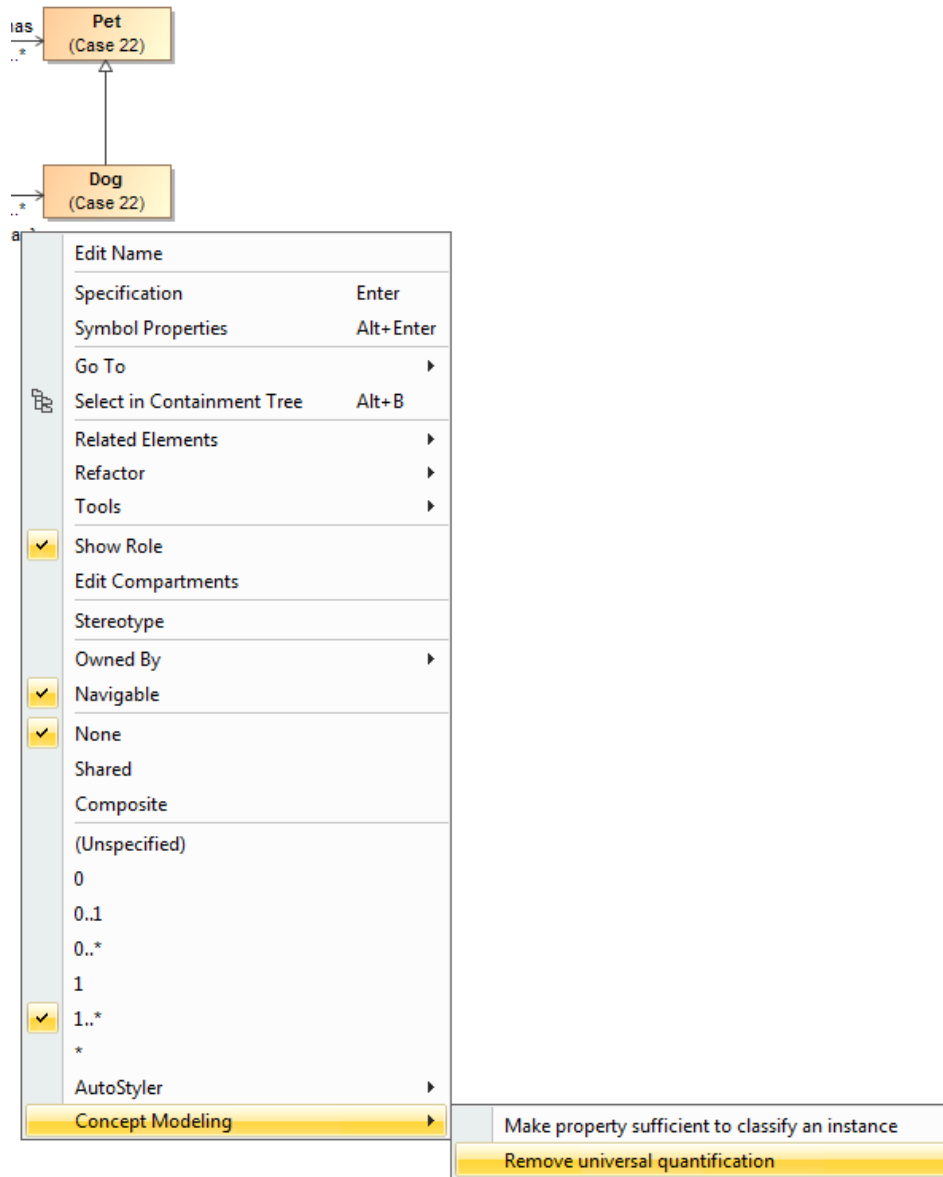 Pet
(Case 22)
..*
Dog
(Case 22)
..*
Edit Name
Specification Enter
Symbol Properties Alt+Enter
Go To
Select in Containment Tree Alt+B
Related Elements
Refactor
Tools
Show Role
Edit Compartments
Stereotype
Owned By
Navigable
None
Shared
Composite
(Unspecified)
0
0..1
0..*
1
1..*
*
AutoStyler
Concept Modeling
Make property sufficient to classify an instance
Remove universal quantification